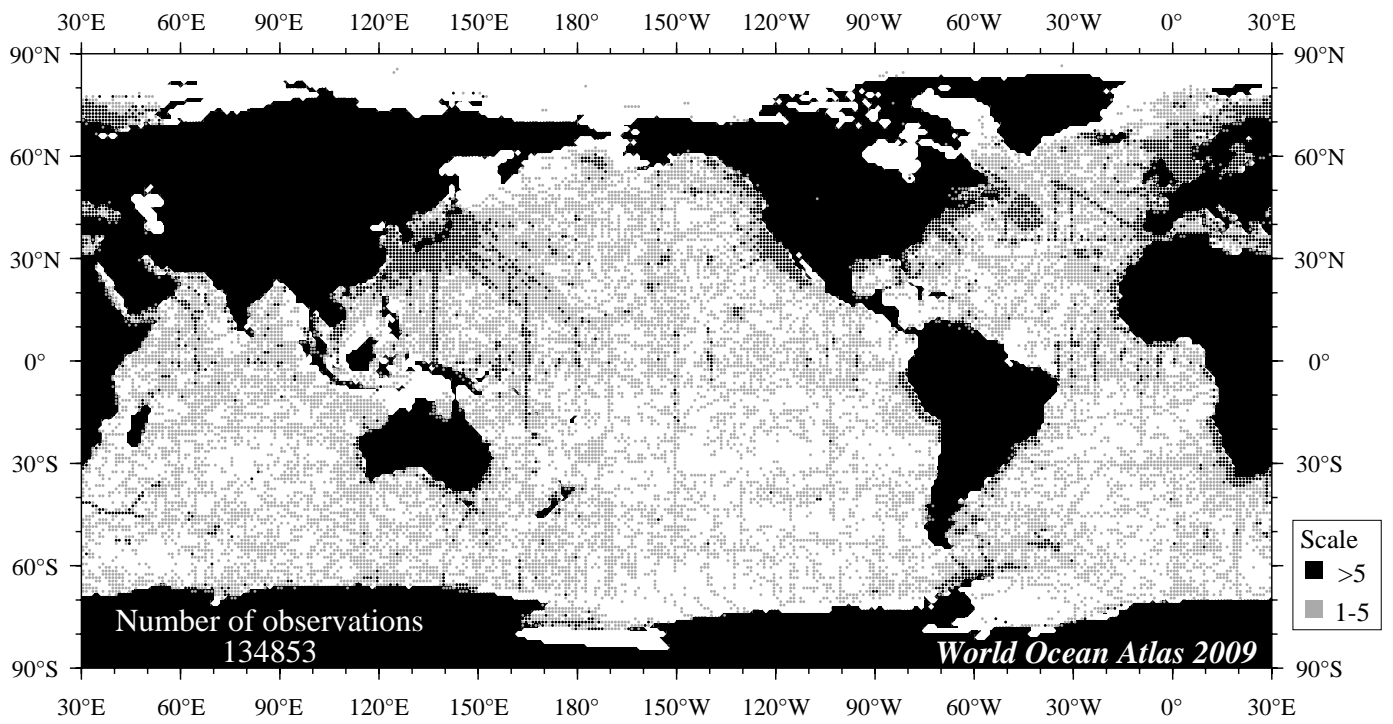 30°E 60°E 90°E 120°E 150°E 180° 150°W 120°W 90°W 60°W 30°W 0° 30°E
90°N 90°N
60°N 60°N
30°N 30°N
0° 0°
30°S 30°S
Scale
60°S 60°S
>5
Number of observations
1-5
134853
World Ocean Atlas 2009
90°S 90°S
30°E 60°E 90°E 120°E 150°E 180° 150°W 120°W 90°W 60°W 30°W 0° 30°E